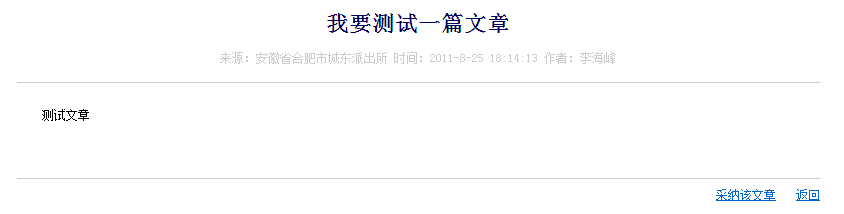 我要测试一篇文章
来源：安徽省合肥市城东派出所 时间：2011-8-25 18:14:13 作者：李海峰
测试文章
采纳该文章 返回